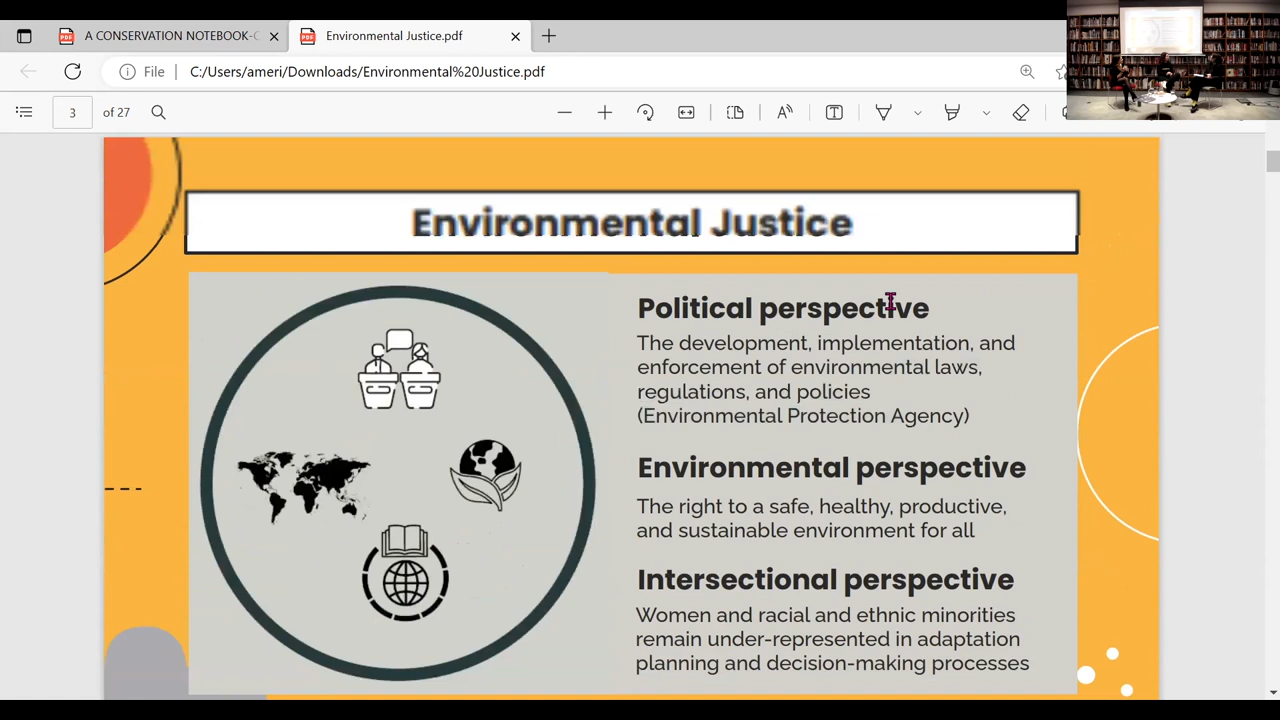 A CONSERVATION NOTEBOOK-C
Environmental Justice.pdf
File
C:/Users/ameri/Downloads/Environmental%20Justice.pdf
3 of 27
Environmental Justice
Political perspective
The development, implementation, and
enforcement of environmental laws,
regulations, and policies
(Environmental Protection Agency)
Environmental perspective
The right to a safe, healthy, productive,
and sustainable environment for all
Intersectional perspective
Women and racial and ethnic minorities
remain under-represented in adaptation
planning and decision-making processes